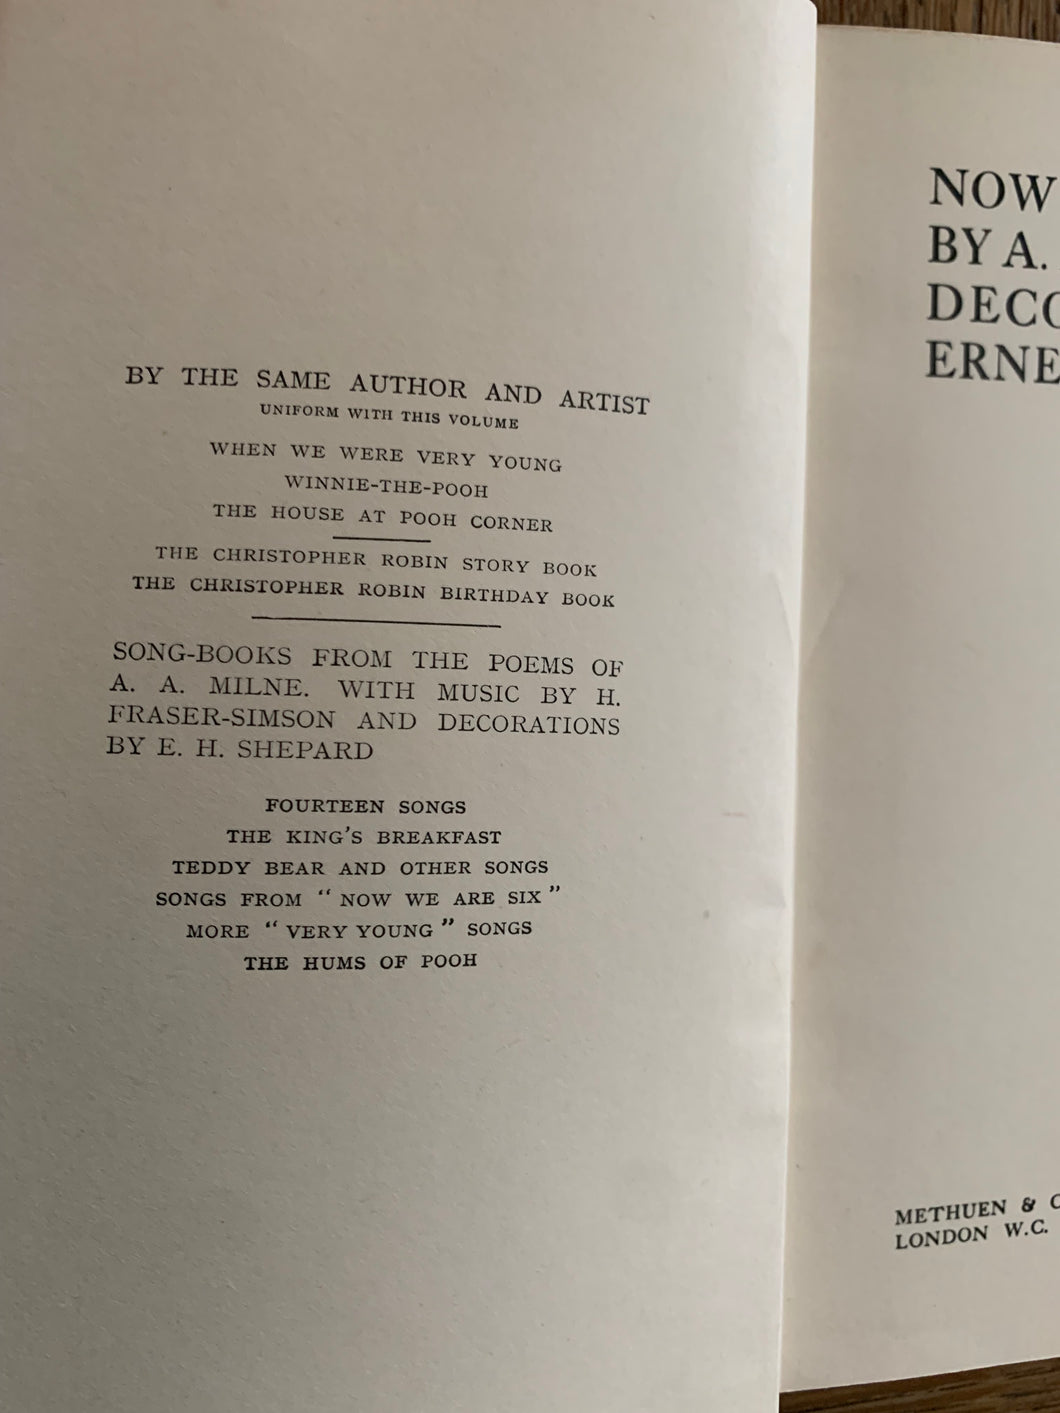 BY THE SAME AUTHOR AND ARTIST
UNIFORM WITH THIS VOLUME
WHEN WE WERE VERY YOUNG
WINNIE-THE-POOH
THE HOUSE AT POOH CORNER
THE CHRISTOPHER ROBIN STORY BOOK
THE CHRISTOPHER ROBIN BIRTHDAY BOOK
SONG-BOOKS FROM THE POEMS OF
A. A. MILNE. WITH MUSIC BY H.
FRASER-SIMSON AND DECORATIONS
BY E. H. SHEPARD
FOURTEEN SONGS
THE KING'S BREAKFAST
TEDDY BEAR AND OTHER SONGS
SONGS FROM "NOW WE ARE SIX"
MORE "VERY YOUNG" SONGS
THE HUMS OF POOH
NOW
BY A.
DECO
ERNE
METHUEN & C
LONDON W.C.